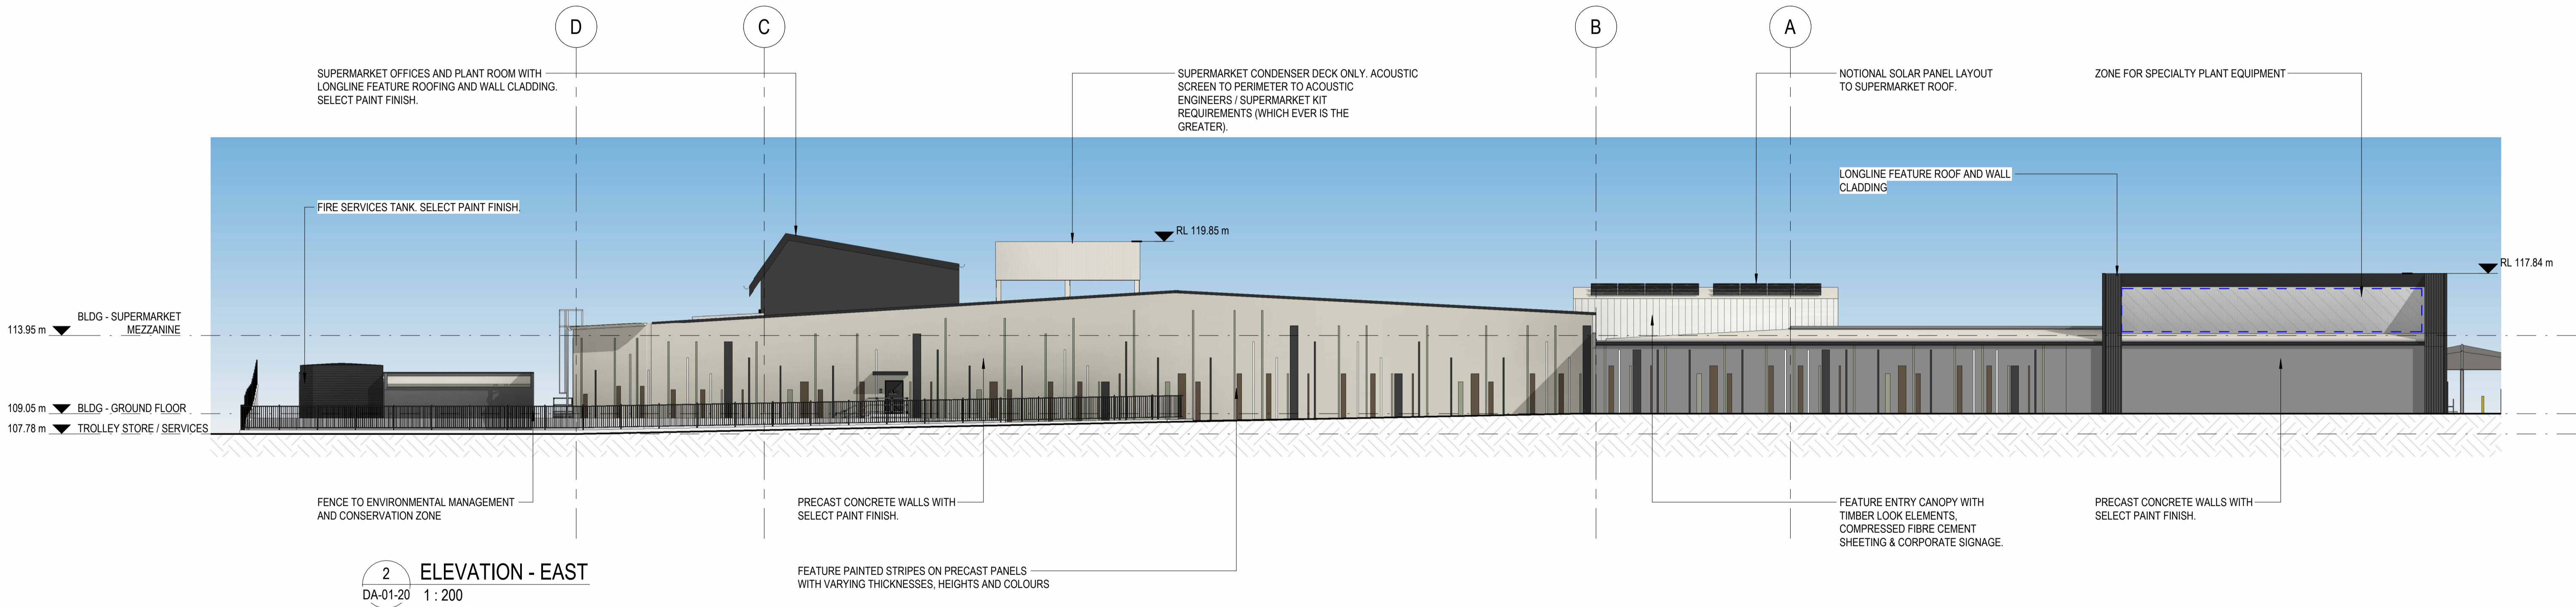 D
C
B
A
SUPERMARKET OFFICES AND PLANT ROOM WITH
LONGLINE FEATURE ROOFING AND WALL CLADDING.
SELECT PAINT FINISH.
SUPERMARKET CONDENSER DECK ONLY. ACOUSTIC
SCREEN TO PERIMETER TO ACOUSTIC
ENGINEERS / SUPERMARKET KIT
REQUIREMENTS (WHICH EVER IS THE
GREATER).
NOTIONAL SOLAR PANEL LAYOUT
TO SUPERMARKET ROOF.
ZONE FOR SPECIALTY PLANT EQUIPMENT
LONGLINE FEATURE ROOF AND WALL
CLADDING
FIRE SERVICES TANK. SELECT PAINT FINISH.
RL 119.85 m
RL 117.84 m
BLDG - SUPERMARKET
MEZZANINE
113.95 m
109.05 m BLDG - GROUND FLOOR
107.78 m TROLLEY STORE / SERVICES
FENCE TO ENVIRONMENTAL MANAGEMENT
AND CONSERVATION ZONE
PRECAST CONCRETE WALLS WITH
SELECT PAINT FINISH.
FEATURE ENTRY CANOPY WITH
TIMBER LOOK ELEMENTS,
COMPRESSED FIBRE CEMENT
SHEETING & CORPORATE SIGNAGE.
PRECAST CONCRETE WALLS WITH
SELECT PAINT FINISH.
FEATURE PAINTED STRIPES ON PRECAST PANELS
WITH VARYING THICKNESSES, HEIGHTS AND COLOURS
2 ELEVATION - EAST
DA-01-20 1 : 200